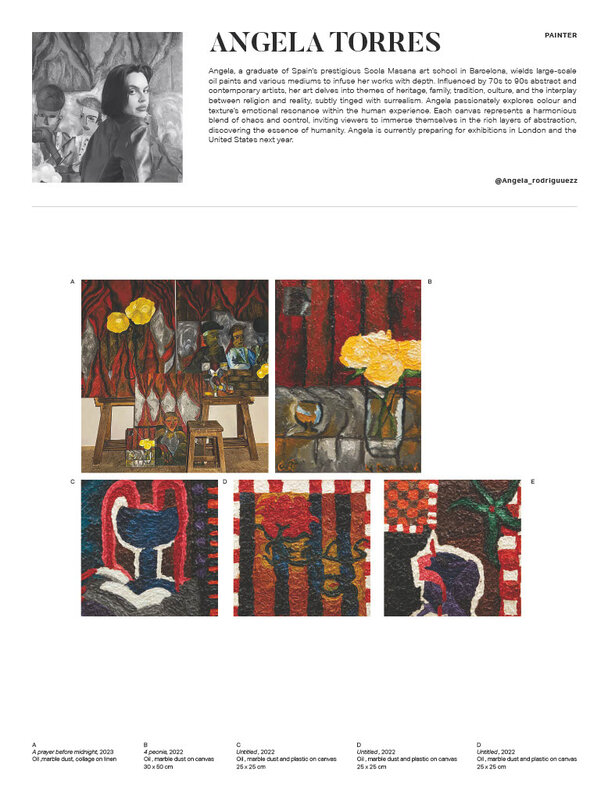 ANGELA TORRES
PAINTER
Angela, a graduate of Spain's prestigious Soola Masana art school in Barcelona, wields large-scale
oil paints and various mediums to infuse her works with depth. Influenced by 70s to 90s abstract and
contemporary artists, her art delves into themes of heritage, family, tradition, culture, and the interplay
between religion and reality, subtly tinged with surrealism. Angela passionately explores colour and
texture's emotional resonance within the human experience. Each canvas represents a harmonious
blend of chaos and control, inviting viewers to immerse themselves in the rich layers of abstraction,
discovering the essence of humanity. Angela is currently preparing for exhibitions in London and the
United States next year.
@Angela_rodriguuezz
A
B
C
D
E
A
A prayer before midnight, 2023
Oil ,marble dust, collage on linen
B
4 peonie, 2022
Oil , marble dust on canvas
30 x 50 cm
C
Untitled , 2022
Oil , marble dust and plastic on canvas
25 x 25 cm
D
Untitled , 2022
Oil , marble dust and plastic on canvas
25 x 25 cm
D
Untitled , 2022
Oil , marble dust and plastic on canvas
25 x 25 cm